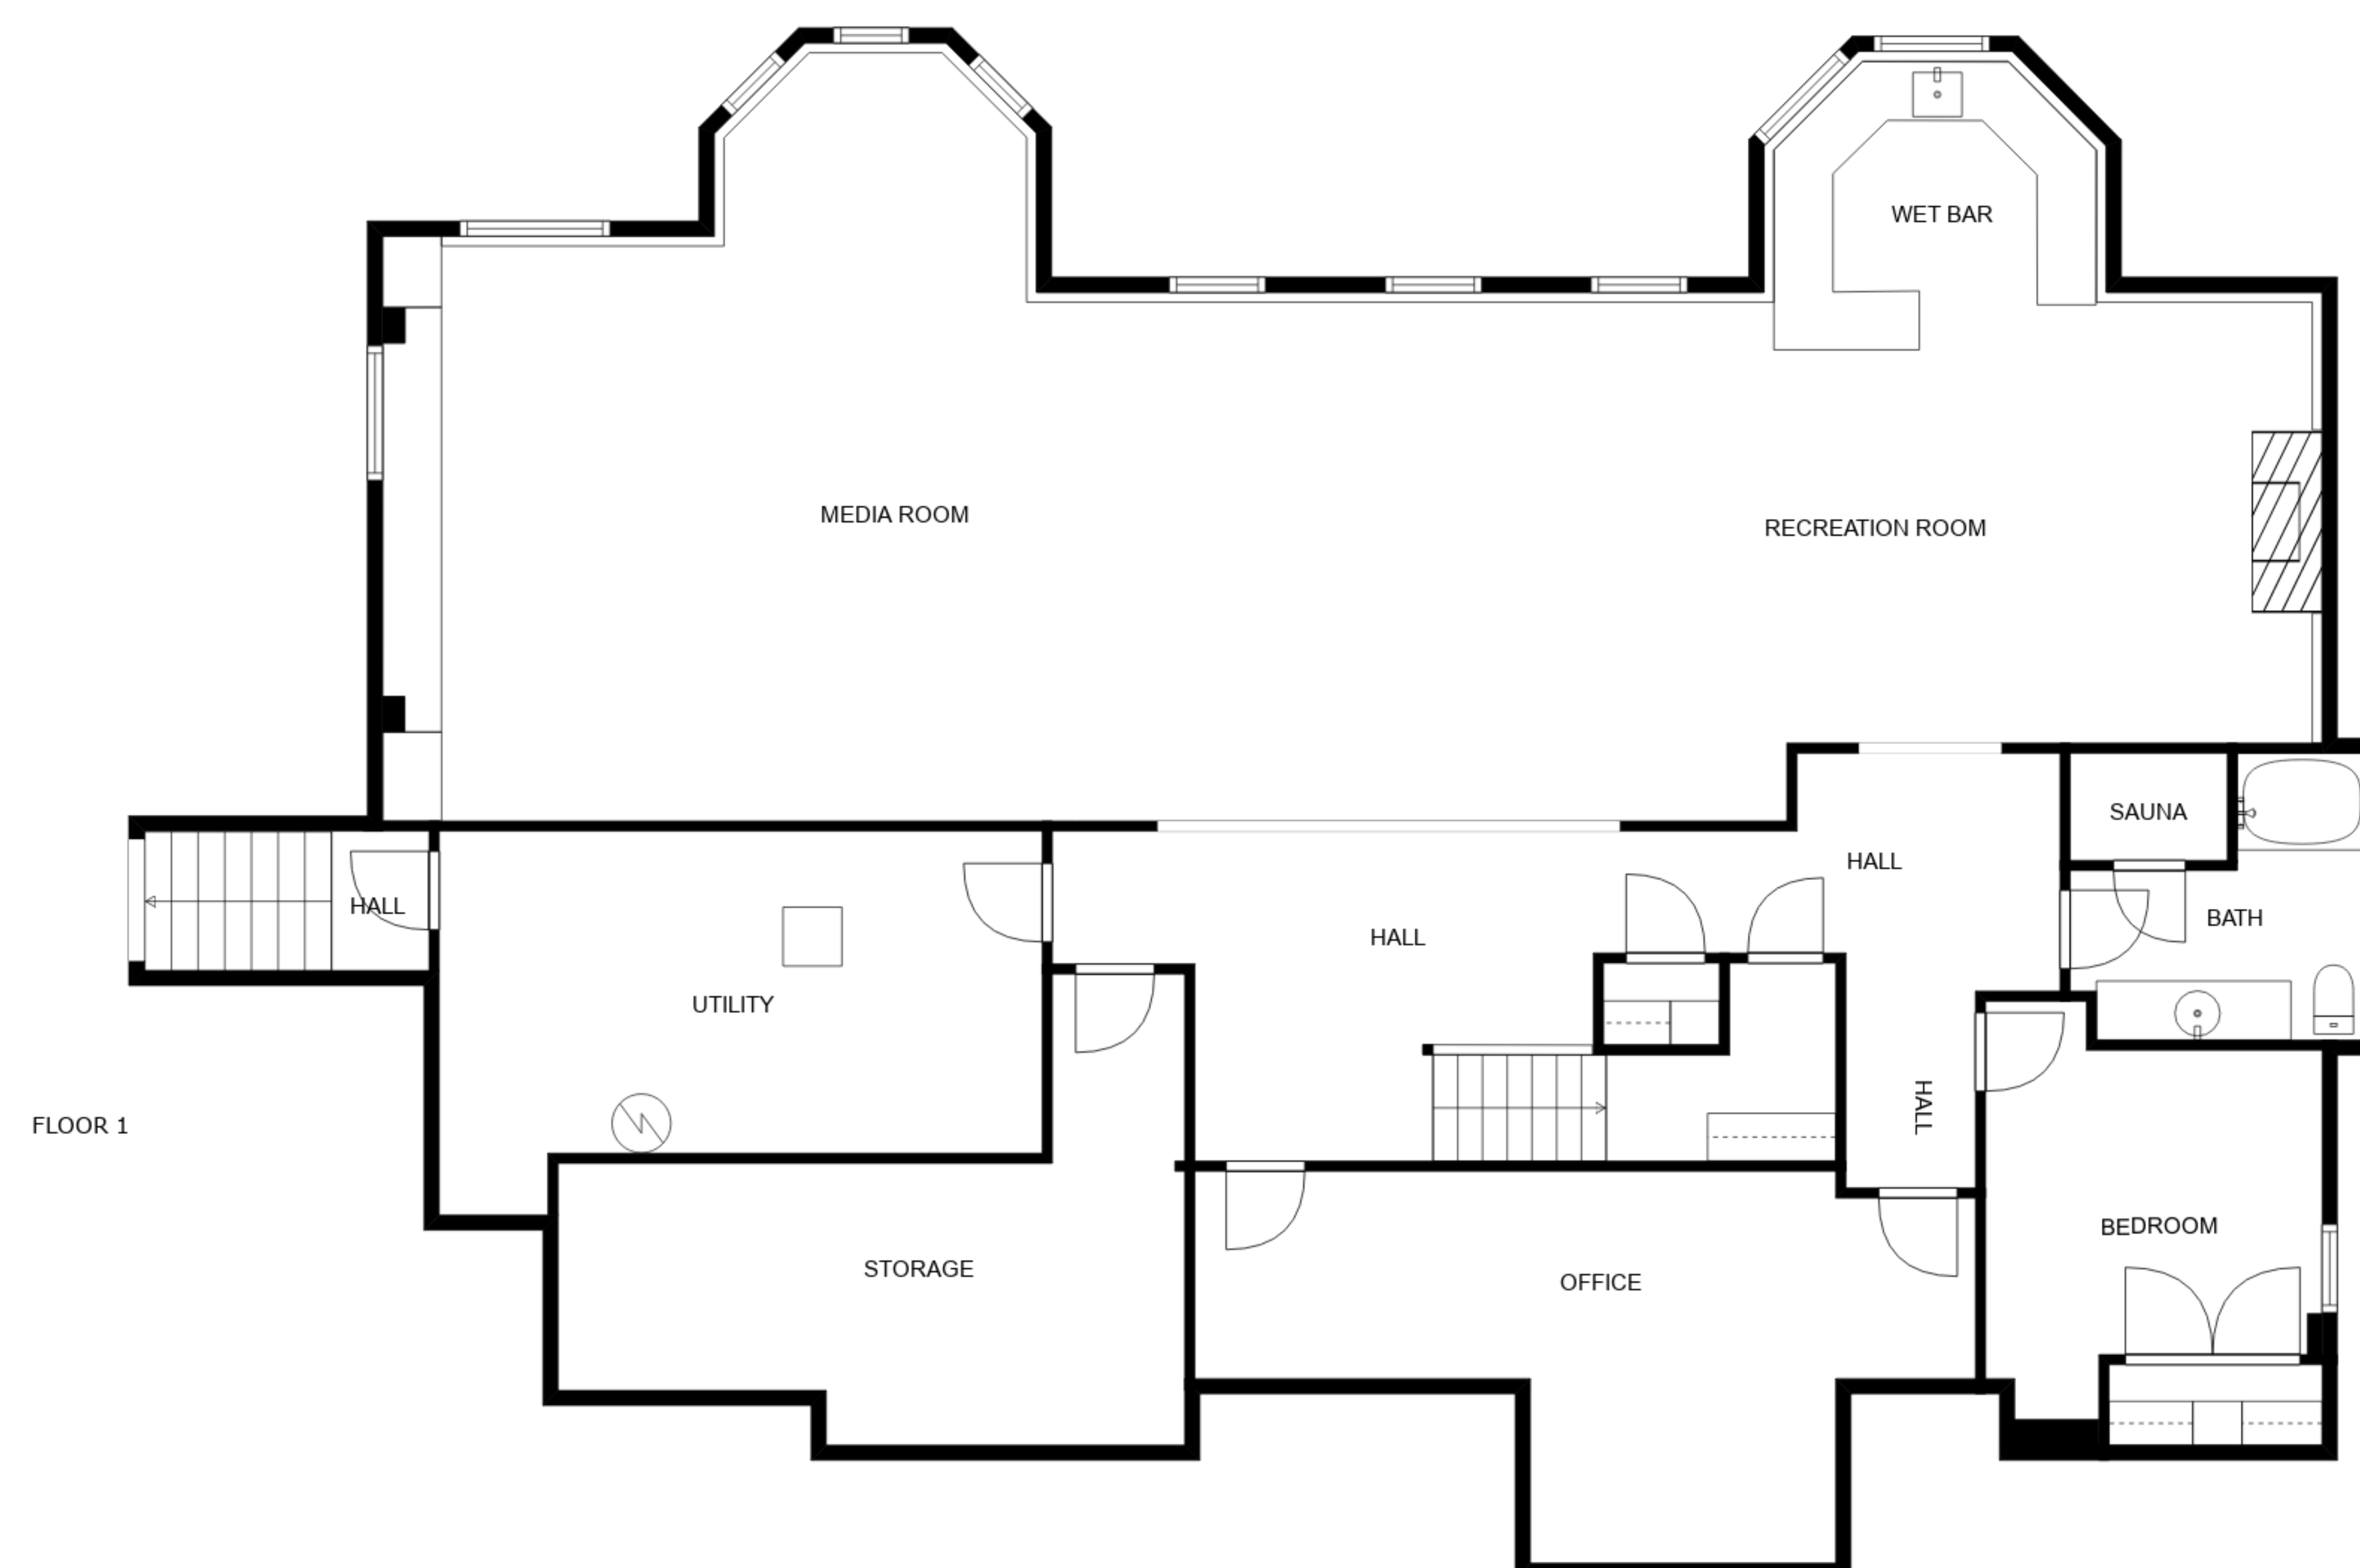 WET BAR
MEDIA ROOM
RECREATION ROOM
SAUNA
HALL
HALL
BATH
HALL
UTILITY
HALL
FLOOR 1
BEDROOM
STORAGE
OFFICE